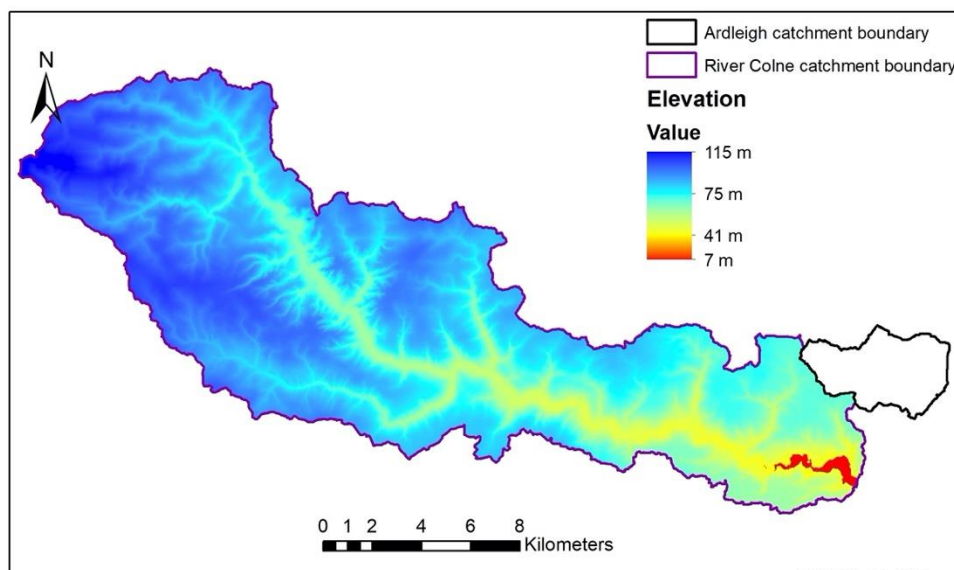 Ardleigh catchment boundary
River Colne catchment boundary
Elevation
Value
115 m
75 m
41 m
7 m
N
0 1 2 4 6 8
Kilometers